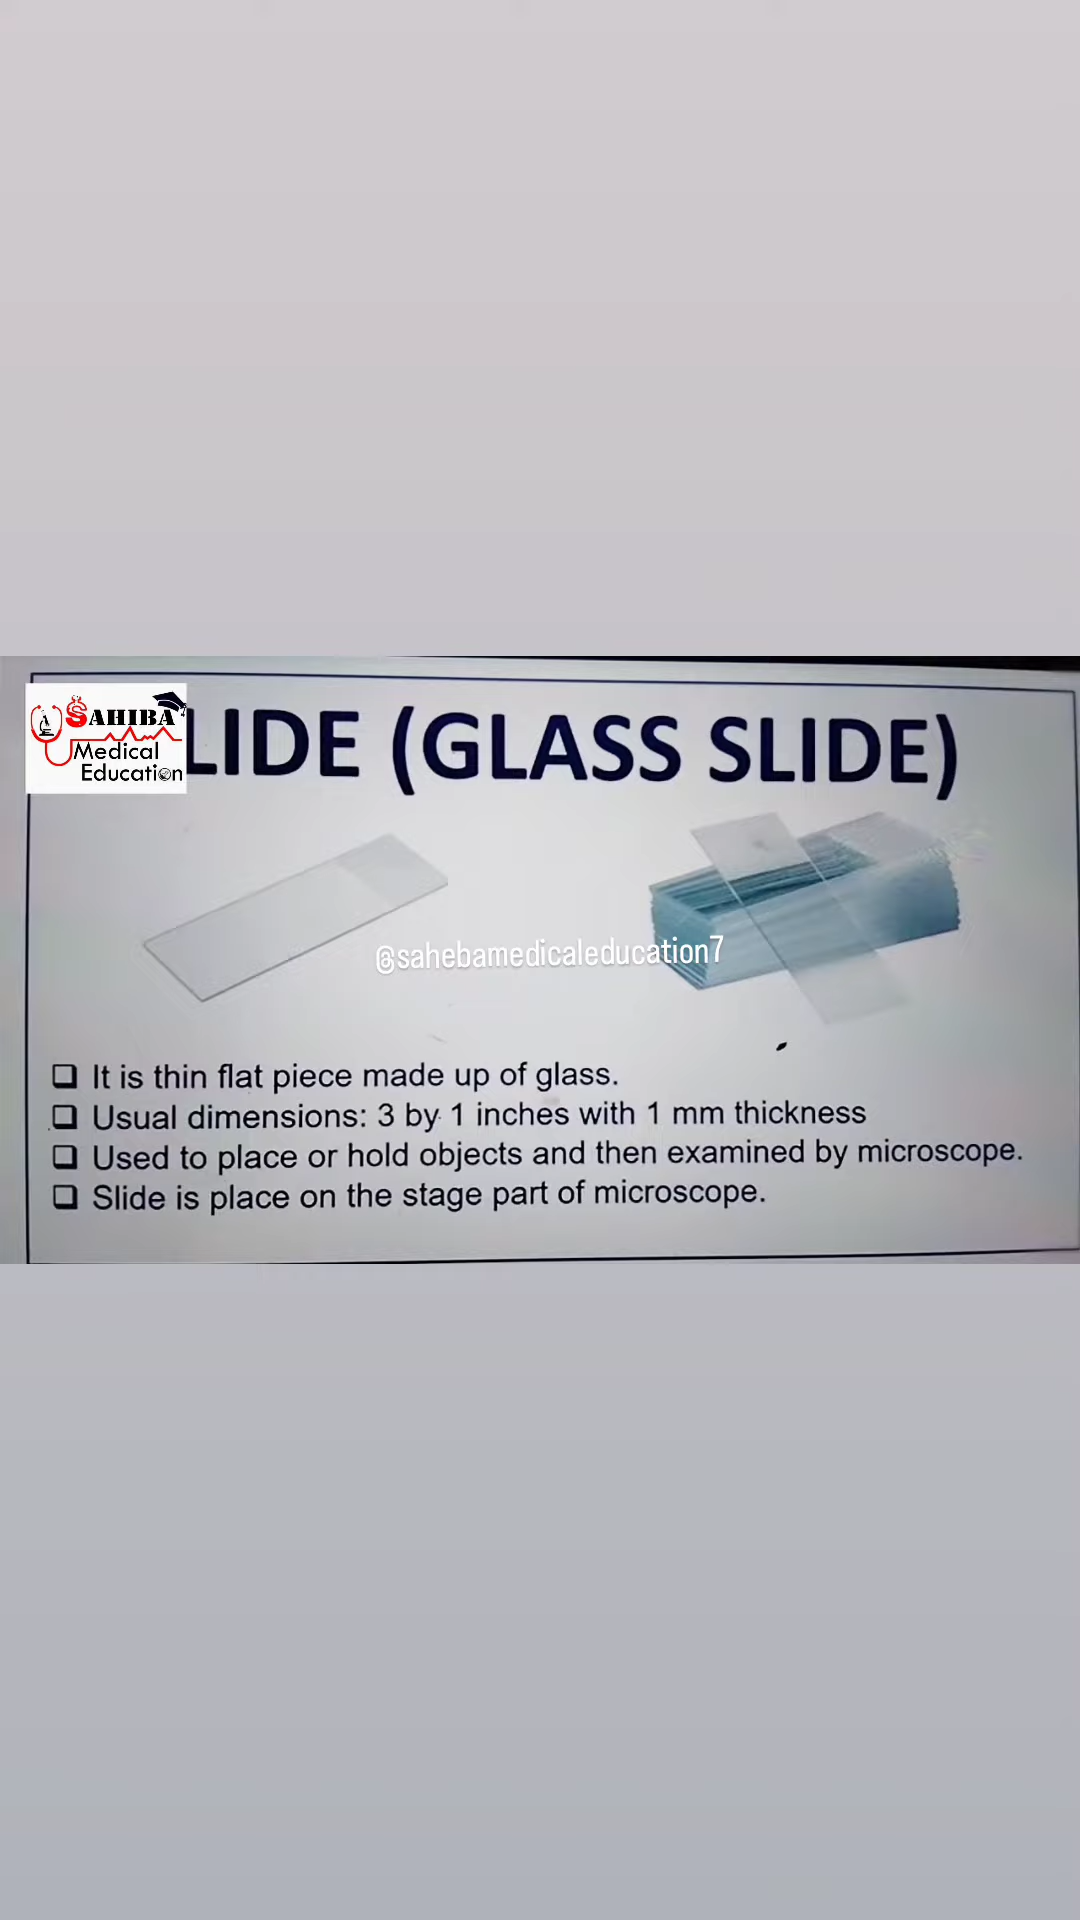 SAHIBA
Medical
Education
LIDE (GLASS SLIDE)
@sahebamedicaleducation7
It is thin flat piece made up of glass.
Usual dimensions: 3 by 1 inches with 1 mm thickness
Used to place or hold objects and then examined by microscope.
Slide is place on the stage part of microscope.